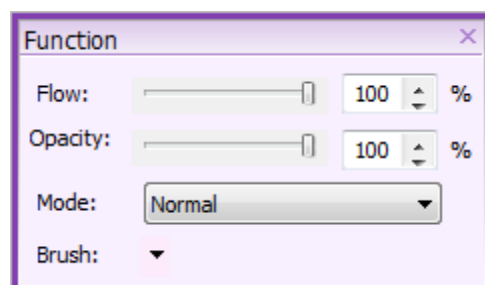 Function
Flow: 100 %
Opacity: 100 %
Mode: Normal
Brush: